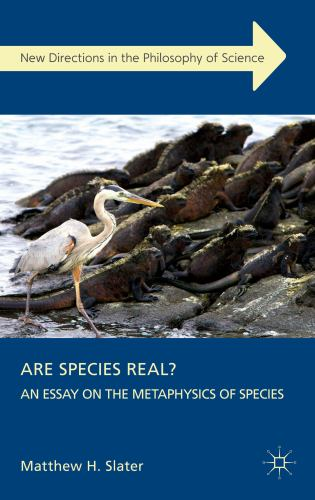 New Directions in the Philosophy of Science
ARE SPECIES REAL?
AN ESSAY ON THE METAPHYSICS OF SPECIES
Matthew H. Slater